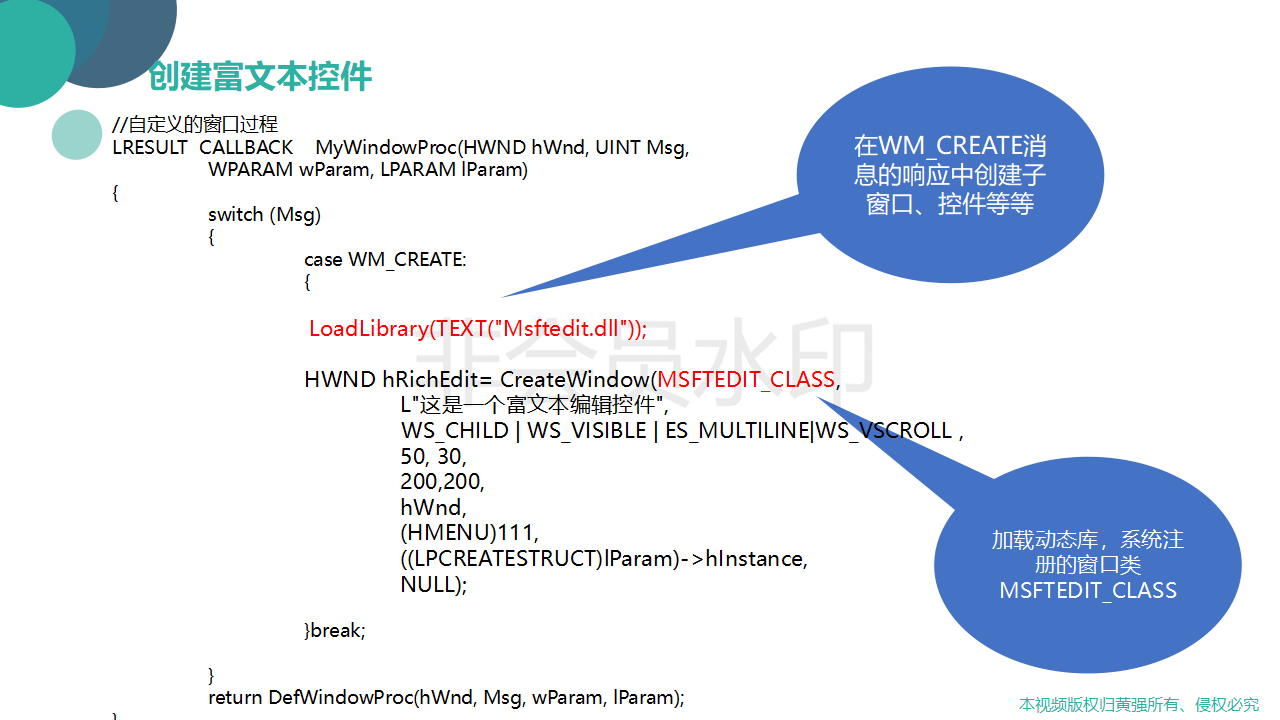 创建富文本控件
//自定义的窗口过程
LRESULT CALLBACK MyWindowProc(HWND hWnd, UINT Msg,
WPARAM wParam, LPARAM lParam)
{
switch (Msg)
{
case WM_CREATE:
{
LoadLibrary(TEXT("Msftedit.dll"));
HWND hRichEdit= CreateWindow(MSFTEDIT_CLASS,
L"这是一个富文本编辑控件",
WS_CHILD | WS_VISIBLE | ES_MULTILINE|WS_VSCROLL ,
50, 30,
200,200,
hWnd,
(HMENU)111,
((LPCREATESTRUCT)lParam)->hInstance,
NULL);
}break;
}
return DefWindowProc(hWnd, Msg, wParam, lParam);
}
在WM_CREATE消
息的响应中创建子
窗口、控件等等
加载动态库，系统注
册的窗口类
MSFTEDIT_CLASS
非会员水印
本视频版权归黄强所有、侵权必究